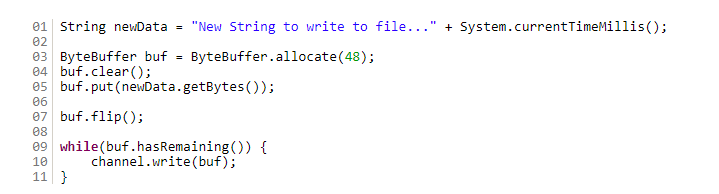 01 String newData = "New String to write to file..." + System.currentTimeMillis();
02
03 ByteBuffer buf = ByteBuffer.allocate(48);
04 buf.clear();
05 buf.put(newData.getBytes());
06
07 buf.flip();
08
09 while(buf.hasRemaining()) {
10     channel.write(buf);
11 }